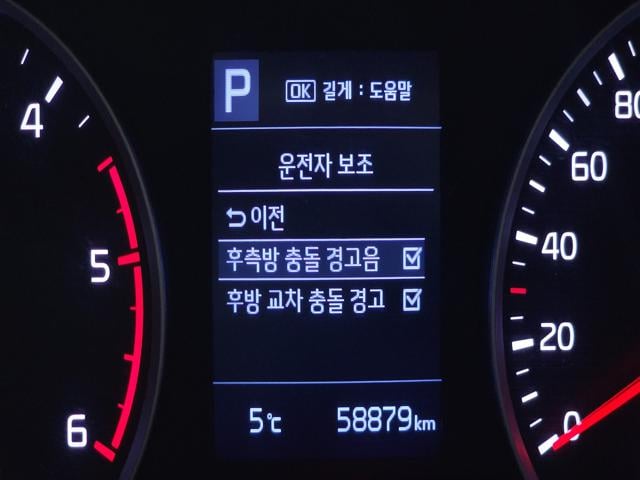 P OK 길게 : 도움말
운전자 보조
이전
후측방 충돌 경고음
후방 교차 충돌 경고
5℃ 58879km
4
5
6
80
60
40
20
0